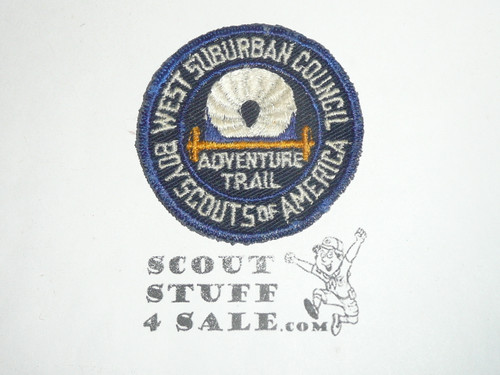 WEST SUBURBAN COUNCIL
ADVENTURE
TRAIL
BOY SCOUTS OF AMERICA
SCOUT
STUFF
4 SALE.COM